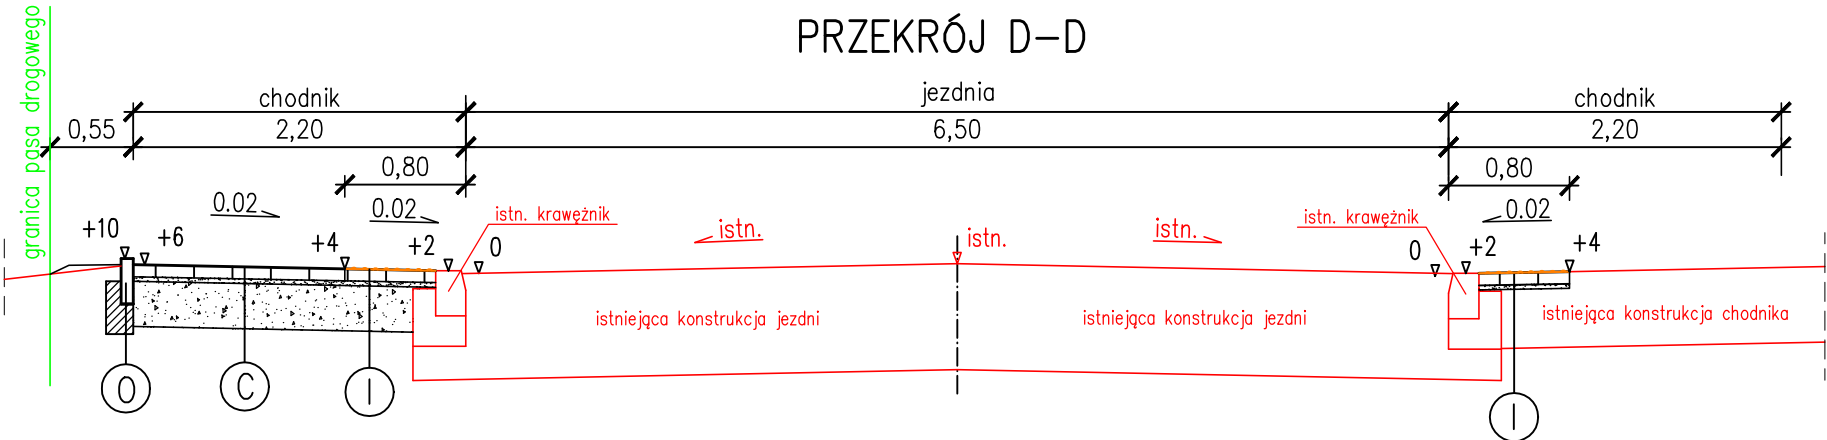 PRZEKRÓJ D-D
granica pasa drogowego
chodnik
jezdnia
chodnik
0,55
2,20
6,50
2,20
0,80
0,80
0.02
0.02
istn. krawężnik
istn.
istn.
istn.
istn. krawężnik
0.02
+10
+6
+4
+2
0
0
+2
+4
istniejąca konstrukcja jezdni
istniejąca konstrukcja jezdni
istniejąca konstrukcja chodnika
O
C
I
I